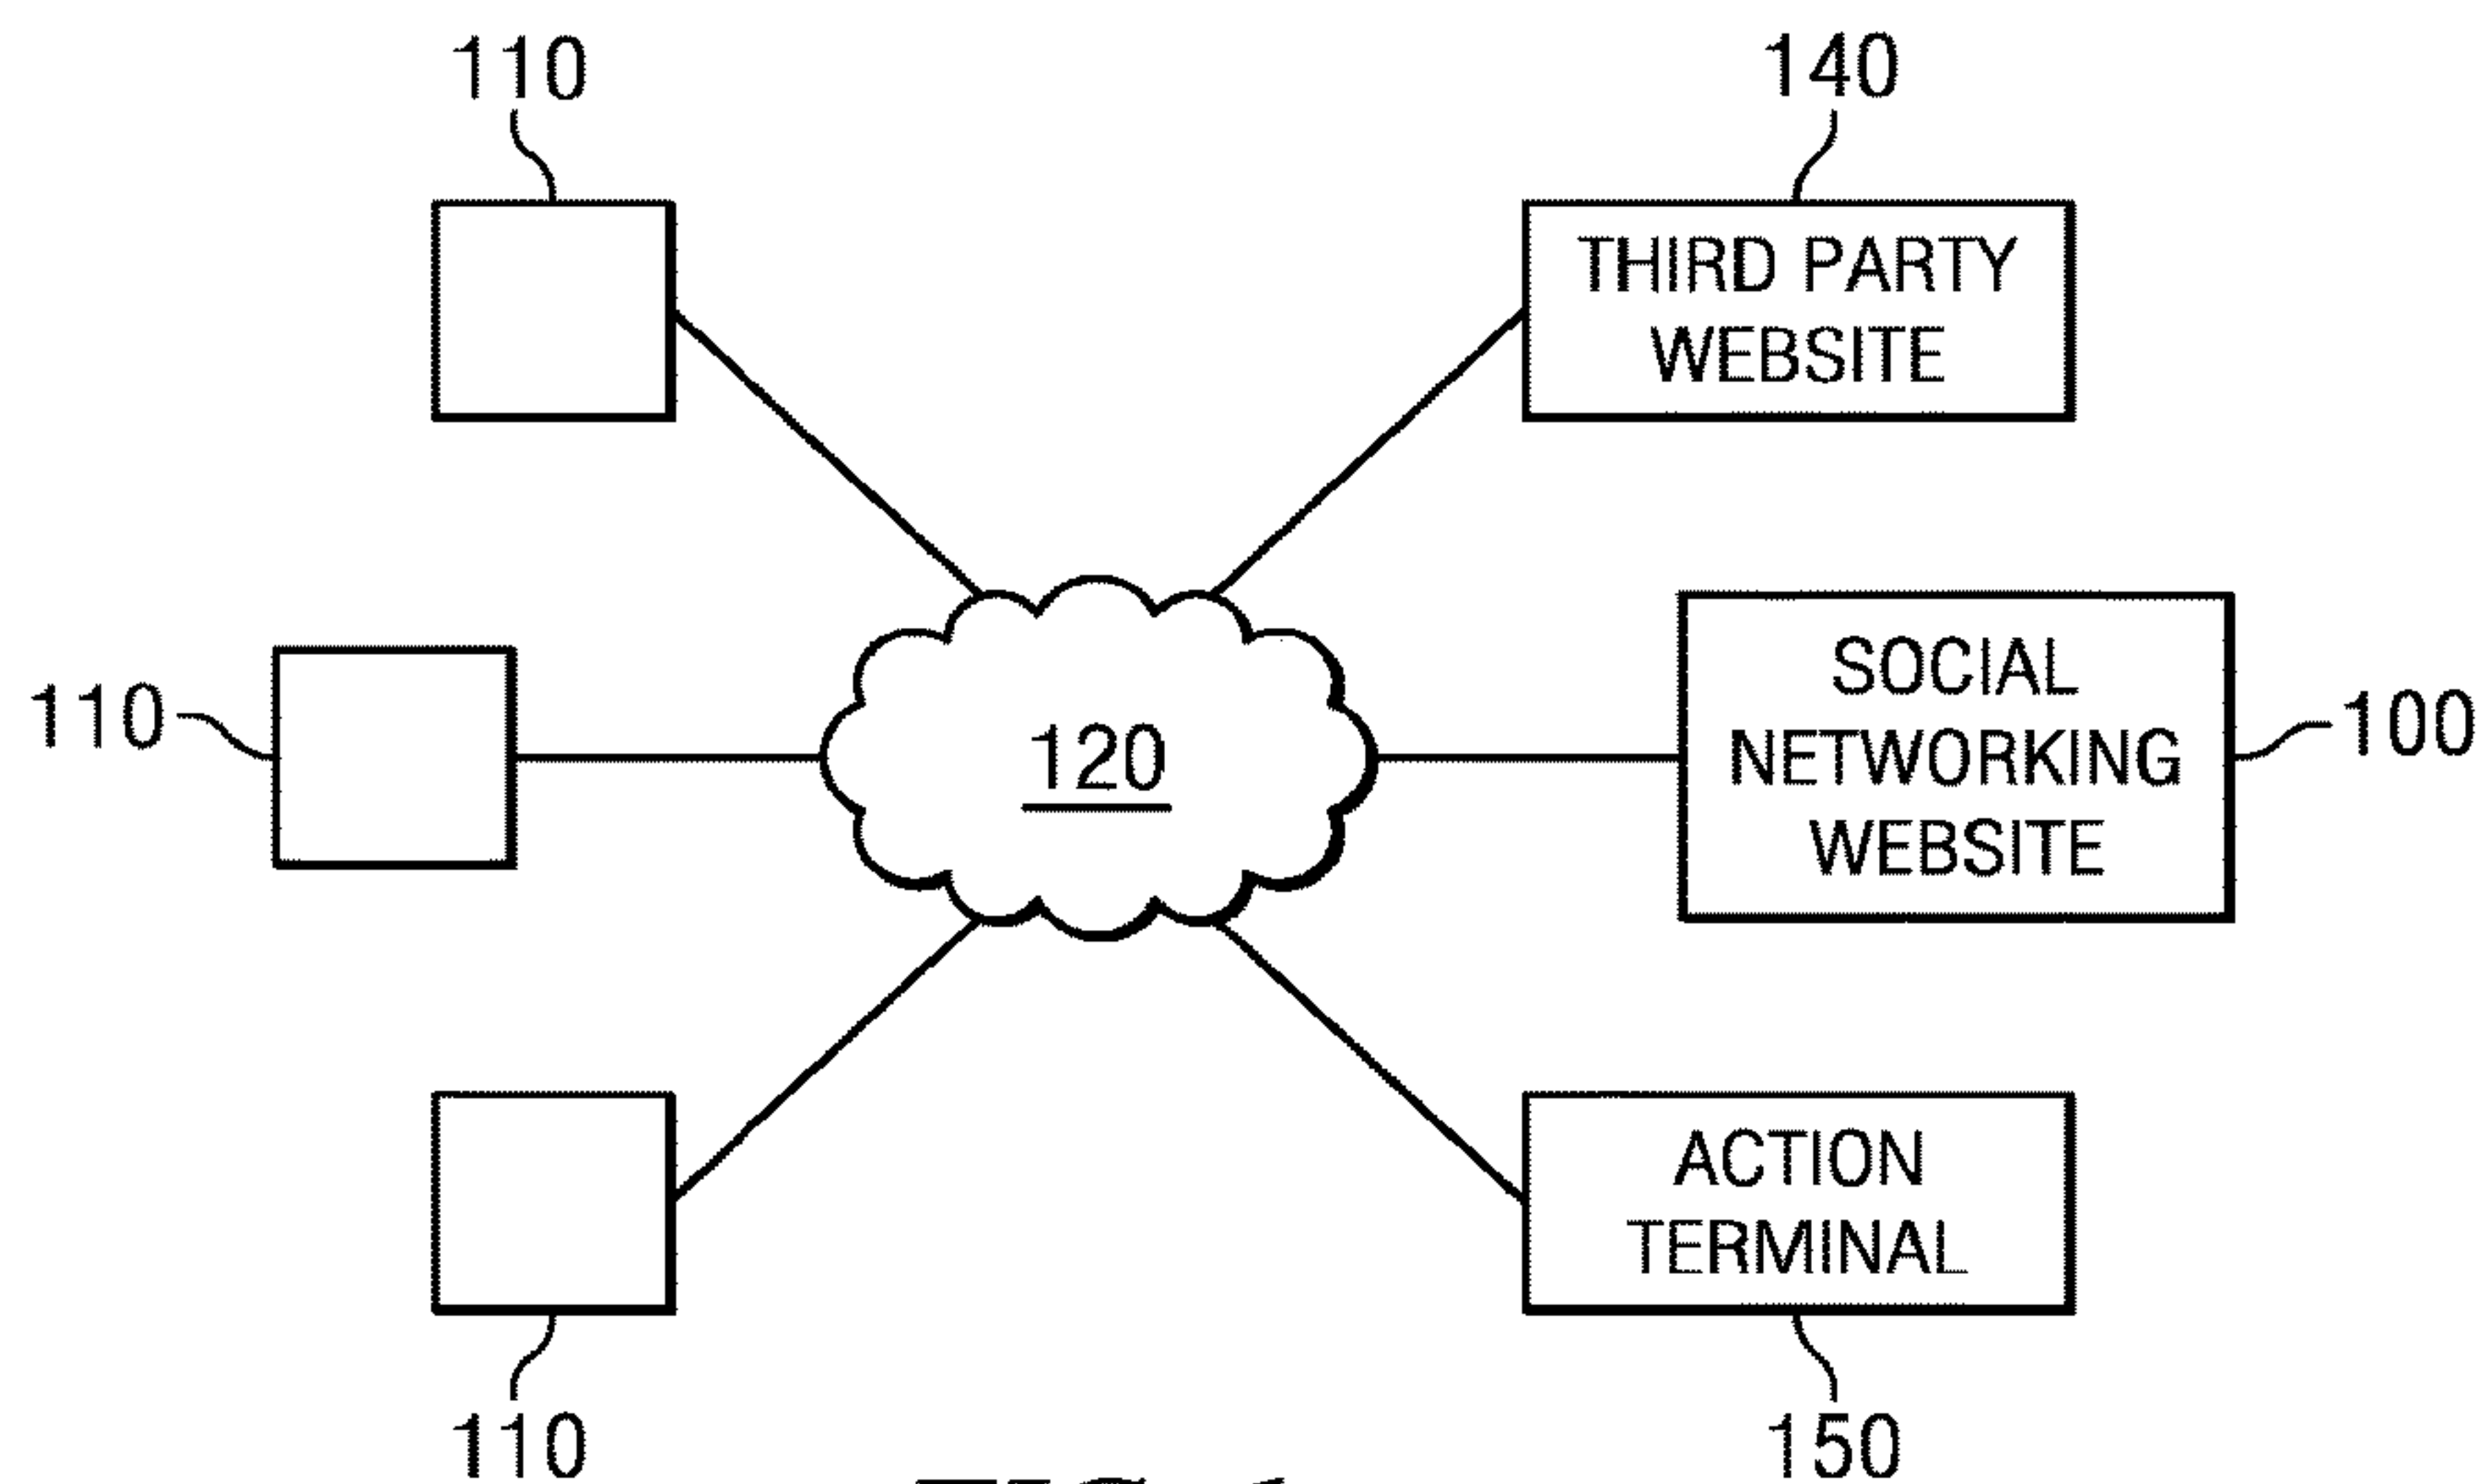 110
140
THIRD PARTY
WEBSITE
110
120
SOCIAL
NETWORKING
WEBSITE
100
ACTION
TERMINAL
110
150